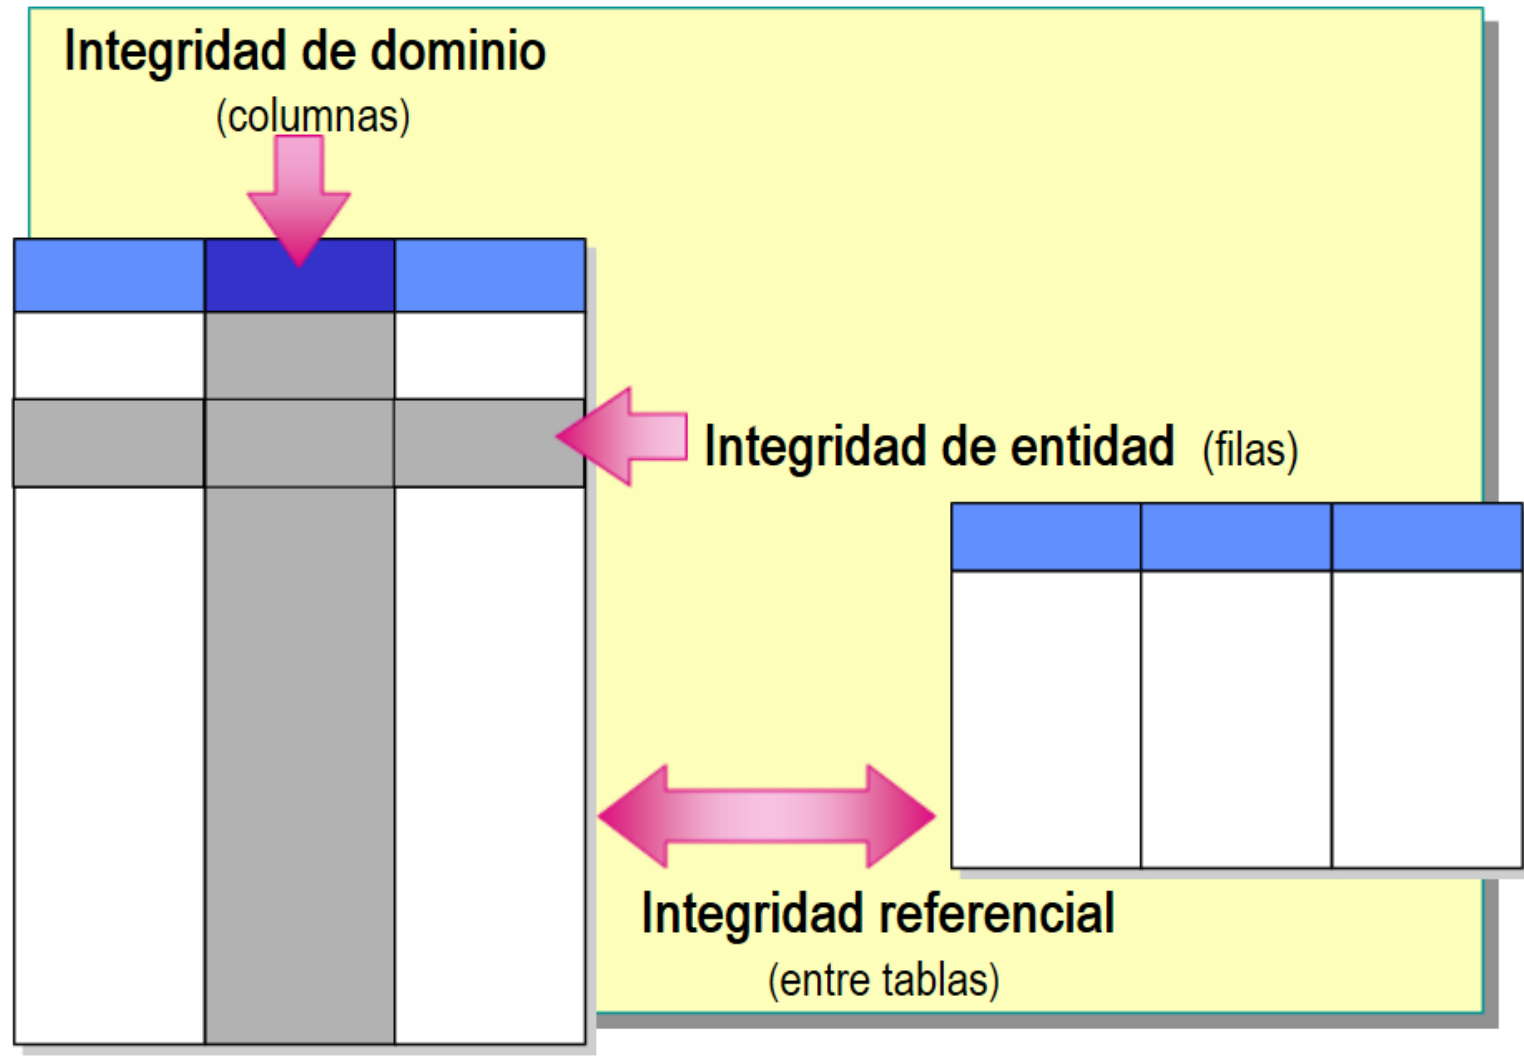 Integridad de dominio
(columnas)
Integridad de entidad (filas)
Integridad referencial
(entre tablas)